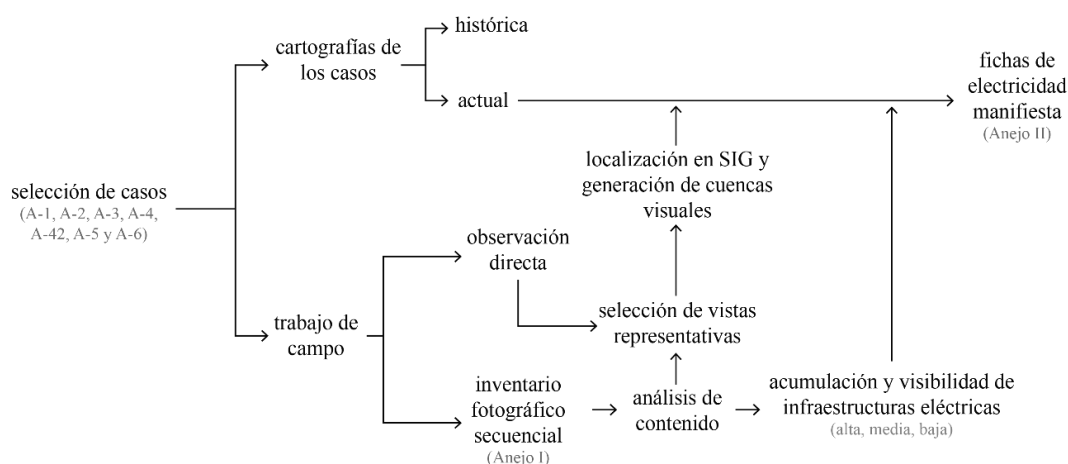 selección de casos
(A-1, A-2, A-3, A-4,
A-42, A-5 y A-6)
cartografías de
los casos
histórica
actual
fichas de
electricidad
manifiesta
(Anejo II)
localización en SIG y
generación de cuencas
visuales
trabajo de
campo
observación
directa
selección de vistas
representativas
inventario
fotográfico
secuencial
(Anejo I)
análisis de
contenido
acumulación y visibilidad de
infraestructuras eléctricas
(alta, media, baja)